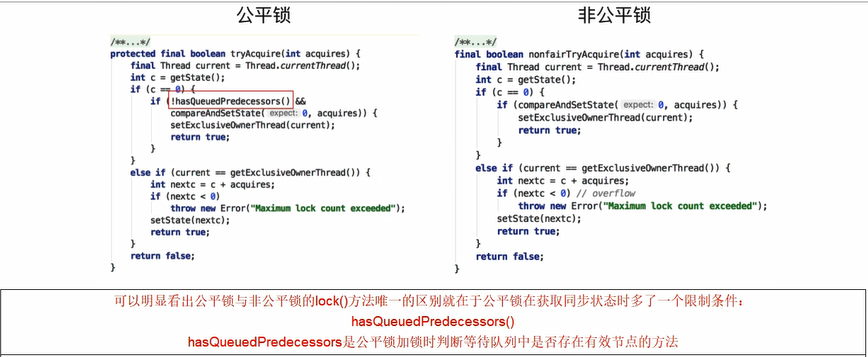 公平锁
/**...*/
protected final boolean tryAcquire(int acquires) {
final Thread current = Thread.currentThread();
int c = getState();
if (c == 0) {
if (!hasQueuedPredecessors() &&
compareAndSetState( expect: 0, acquires)) {
setExclusiveOwnerThread(current);
return true;
}
}
else if (current == getExclusiveOwnerThread()) {
int nextc = c + acquires;
if (nextc < 0)
throw new Error("Maximum lock count exceeded");
setState(nextc);
return true;
}
return false;
}
非公平锁
/**...*/
final boolean nonfairTryAcquire(int acquires) {
final Thread current = Thread.currentThread();
int c = getState();
if (c == 0) {
if (compareAndSetState( expect: 0, acquires)) {
setExclusiveOwnerThread(current);
return true;
}
}
else if (current == getExclusiveOwnerThread()) {
int nextc = c + acquires;
if (nextc < 0) // overflow
throw new Error("Maximum lock count exceeded");
setState(nextc);
return true;
}
return false;
}
可以明显看出公平锁与非公平锁的lock()方法唯一的区别就在于公平锁在获取同步状态时多了一个限制条件：
hasQueuedPredecessors()
hasQueuedPredecessors是公平锁加锁时判断等待队列中是否存在有效节点的方法